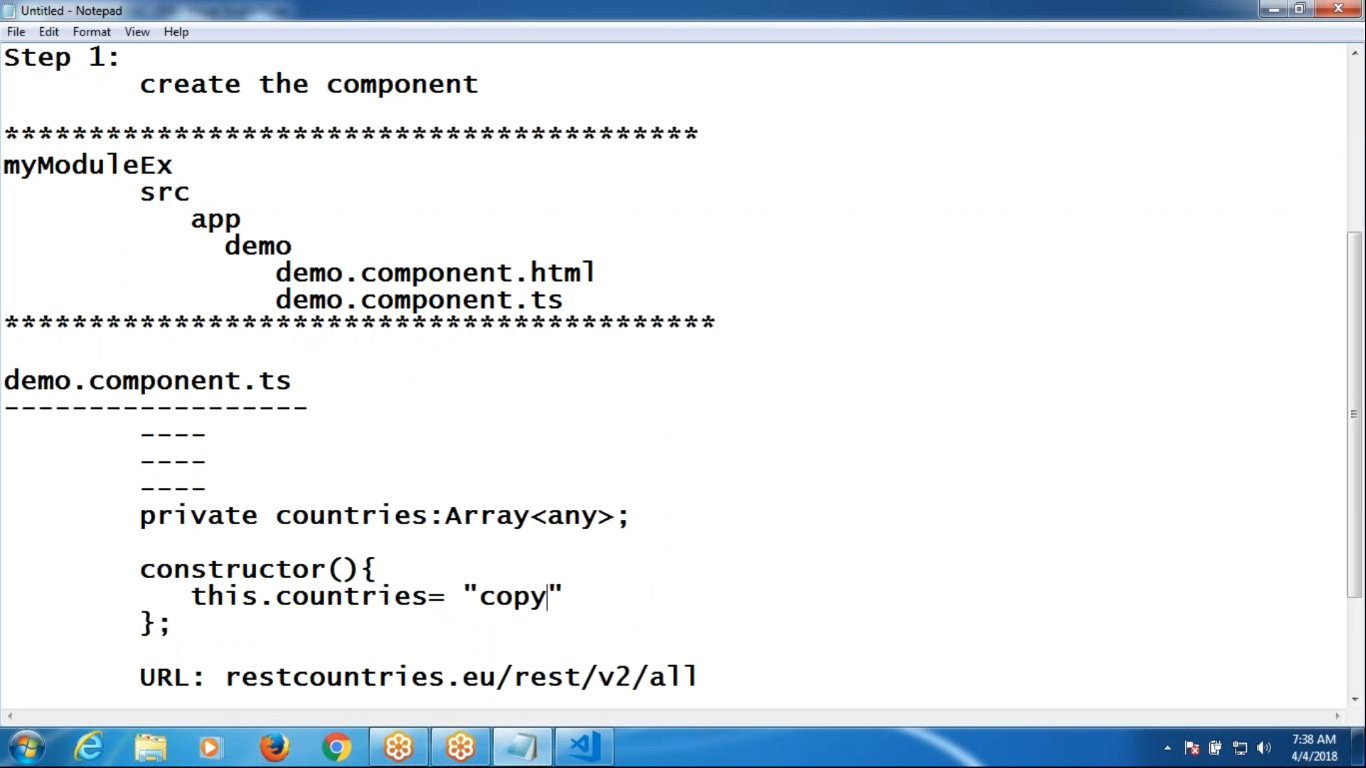 Untitled - Notepad
File Edit Format View Help
Step 1:
create the component
*****************************************
myModuleEx
src
app
demo
demo.component.html
demo.component.ts
******************************************
demo.component.ts
------------------
----
----
----
private countries:Array<any>;
constructor(){
this.countries= "copy"
};
URL: restcountries.eu/rest/v2/all
7:38 AM
4/4/2018